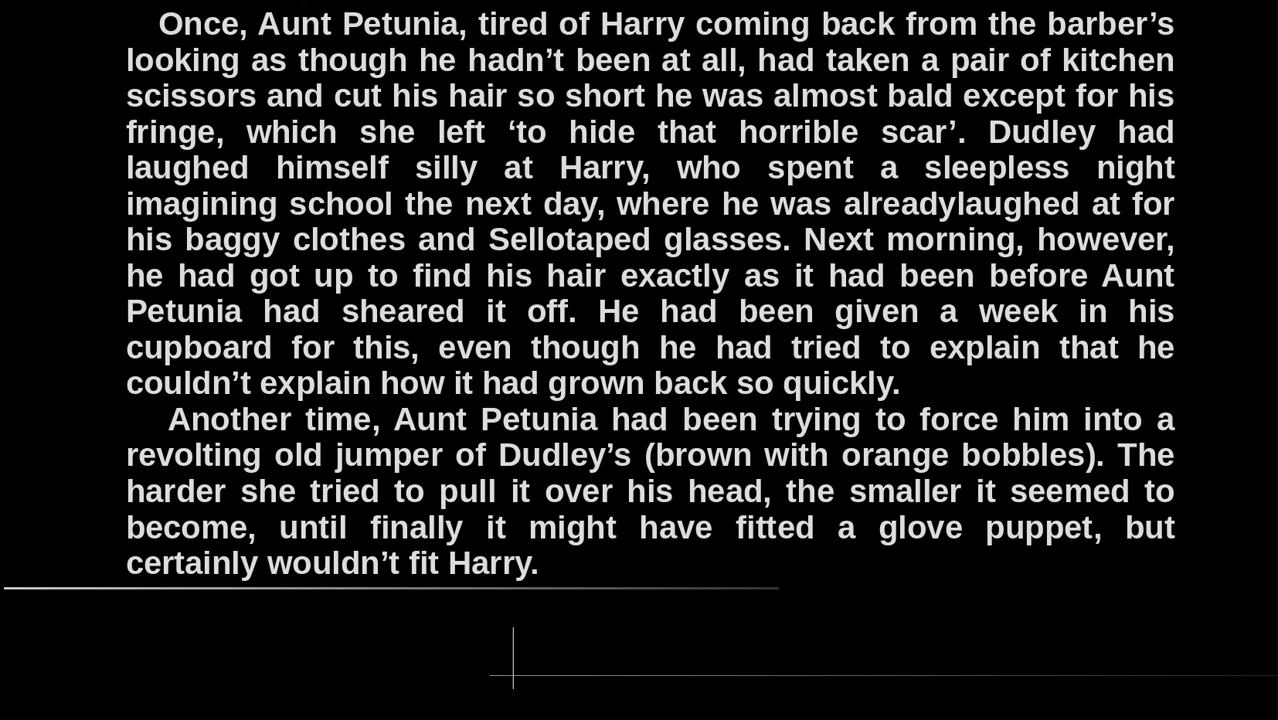 Once, Aunt Petunia, tired of Harry coming back from the barber’s
looking as though he hadn’t been at all, had taken a pair of kitchen
scissors and cut his hair so short he was almost bald except for his
fringe, which she left ‘to hide that horrible scar’. Dudley had
laughed himself silly at Harry, who spent a sleepless night
imagining school the next day, where he was alreadylaughed at for
his baggy clothes and Sellotaped glasses. Next morning, however,
he had got up to find his hair exactly as it had been before Aunt
Petunia had sheared it off. He had been given a week in his
cupboard for this, even though he had tried to explain that he
couldn’t explain how it had grown back so quickly.
Another time, Aunt Petunia had been trying to force him into a
revolting old jumper of Dudley’s (brown with orange bobbles). The
harder she tried to pull it over his head, the smaller it seemed to
become, until finally it might have fitted a glove puppet, but
certainly wouldn’t fit Harry.